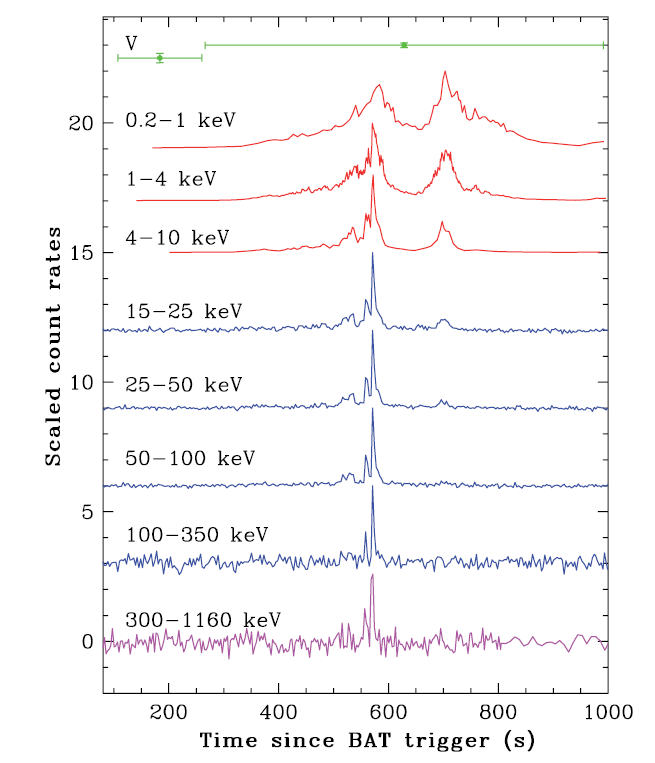 V
0.2−1 keV
20
1−4 keV
4−10 keV
15
15−25 keV
25−50 keV
10
50−100 keV
5
100−350 keV
300−1160 keV
0
Scaled count rates
200 400 600 800 1000
Time since BAT trigger (s)